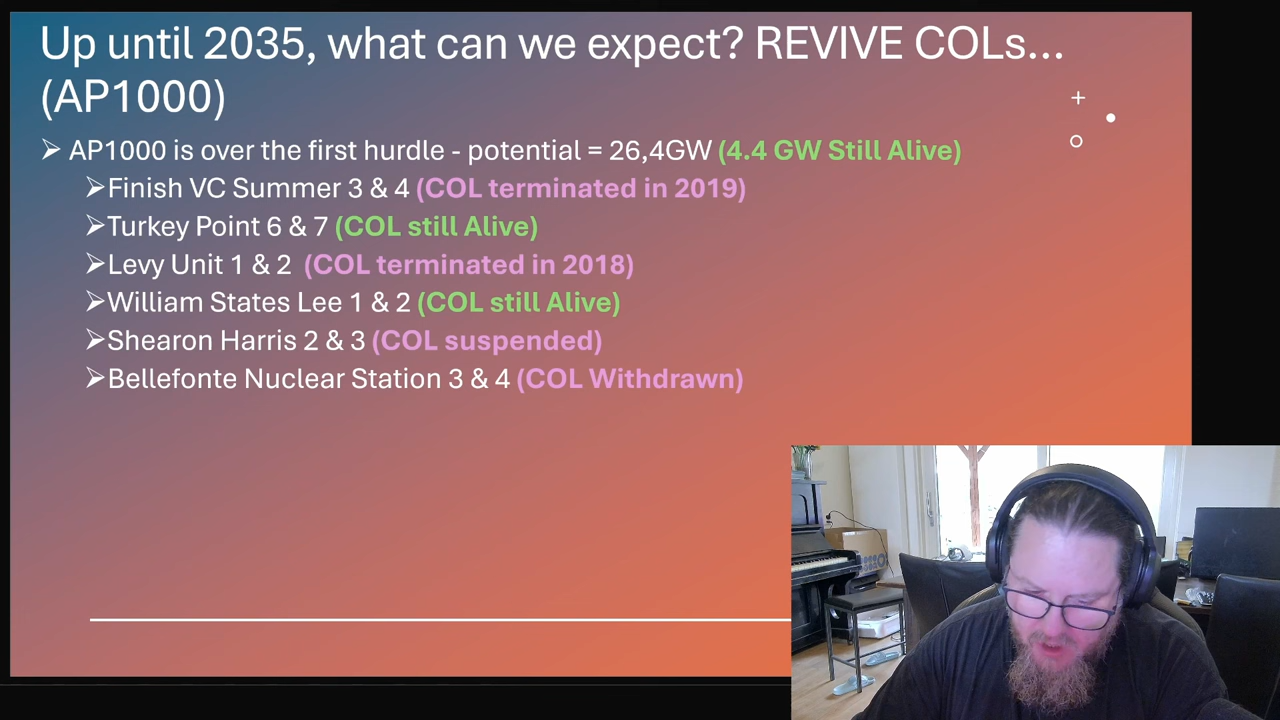 Up until 2035, what can we expect? REVIVE COLs...
(AP1000)
AP1000 is over the first hurdle - potential = 26,4GW (4.4 GW Still Alive)
Finish VC Summer 3 & 4 (COL terminated in 2019)
Turkey Point 6 & 7 (COL still Alive)
Levy Unit 1 & 2 (COL terminated in 2018)
William States Lee 1 & 2 (COL still Alive)
Shearon Harris 2 & 3 (COL suspended)
Bellefonte Nuclear Station 3 & 4 (COL Withdrawn)